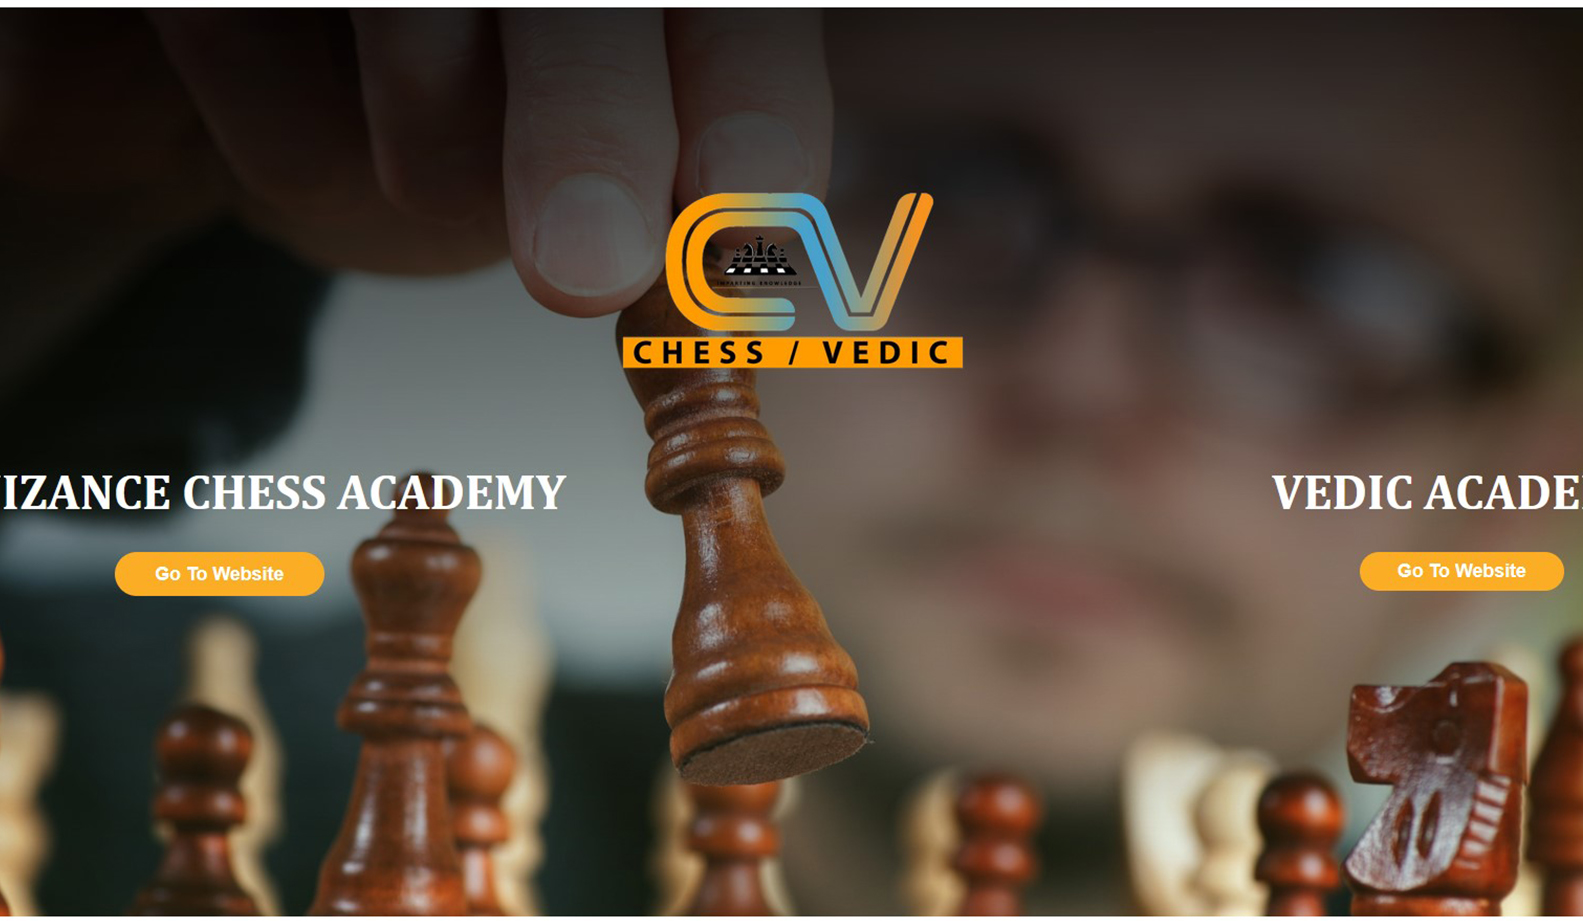 CV
IMPARTING KNOWLEDGE
CHESS / VEDIC
IZANCE CHESS ACADEMY
VEDIC ACADE
Go To Website
Go To Website